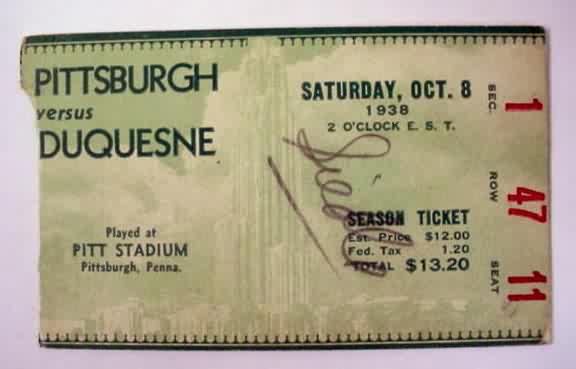 PITTSBURGH
versus
DUQUESNE
Played at
PITT STADIUM
Pittsburgh, Penna.
SATURDAY, OCT. 8
1938
2 O'CLOCK E. S. T.
SEASON TICKET
Est. Price $12.00
Fed. Tax 1.20
TOTAL $13.20
SEC. 1
ROW 47
SEAT 11